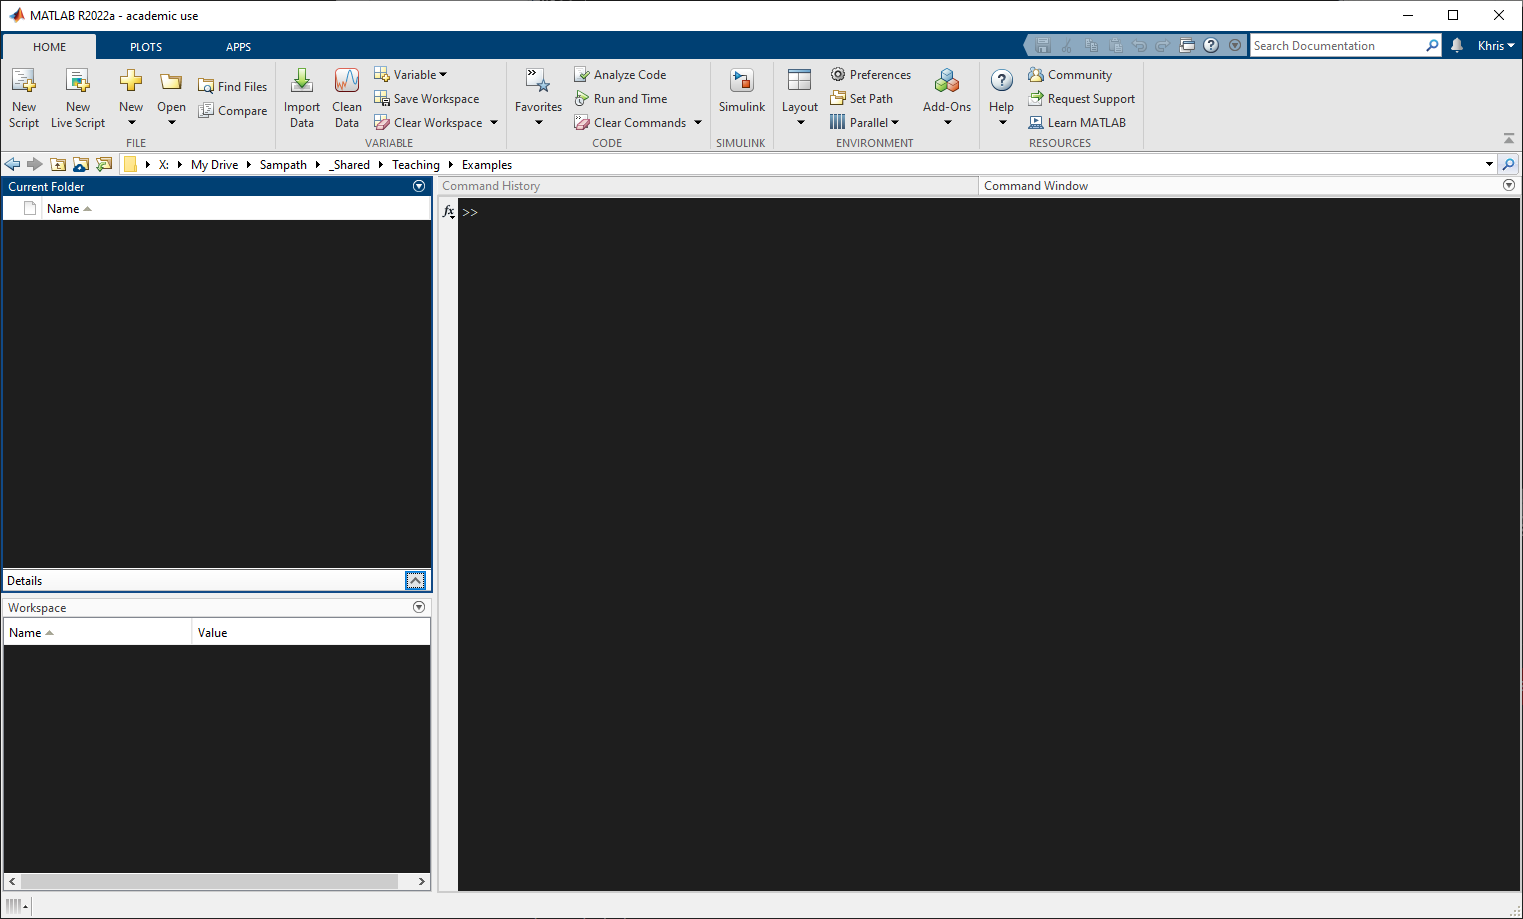 MATLAB R2022a - academic use
HOME PLOTS APPS
Search Documentation
Khris
New Script
New Live Script
New
Open
Find Files
Compare
FILE
Import Data
Clean Data
Variable
Save Workspace
Clear Workspace
VARIABLE
Favorites
Analyze Code
Run and Time
Clear Commands
CODE
Simulink
SIMULINK
Layout
Preferences
Set Path
Parallel
Add-Ons
ENVIRONMENT
Help
Community
Request Support
Learn MATLAB
RESOURCES
X: My Drive Sampath _Shared Teaching Examples
Current Folder
Name
Details
Workspace
Name Value
Command History
Command Window
fx >>